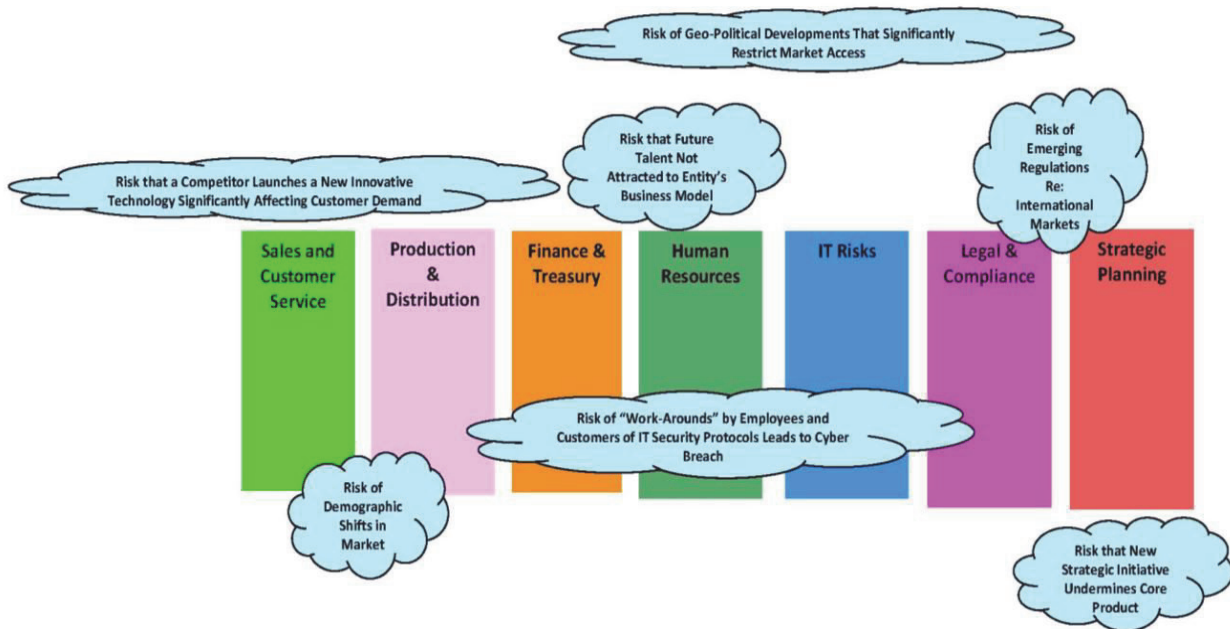 Risk of Geo-Political Developments That Significantly
Restrict Market Access
Risk that Future
Talent Not
Attracted to Entity's
Business Model
Risk of
Emerging
Regulations
Re:
International
Markets
Risk that a Competitor Launches a New Innovative
Technology Significantly Affecting Customer Demand
Sales and
Customer
Service
Production
&
Distribution
Finance &
Treasury
Human
Resources
IT Risks
Legal &
Compliance
Strategic
Planning
Risk of "Work-Arounds" by Employees and
Customers of IT Security Protocols Leads to Cyber
Breach
Risk of
Demographic
Shifts in
Market
Risk that New
Strategic Initiative
Undermines Core
Product